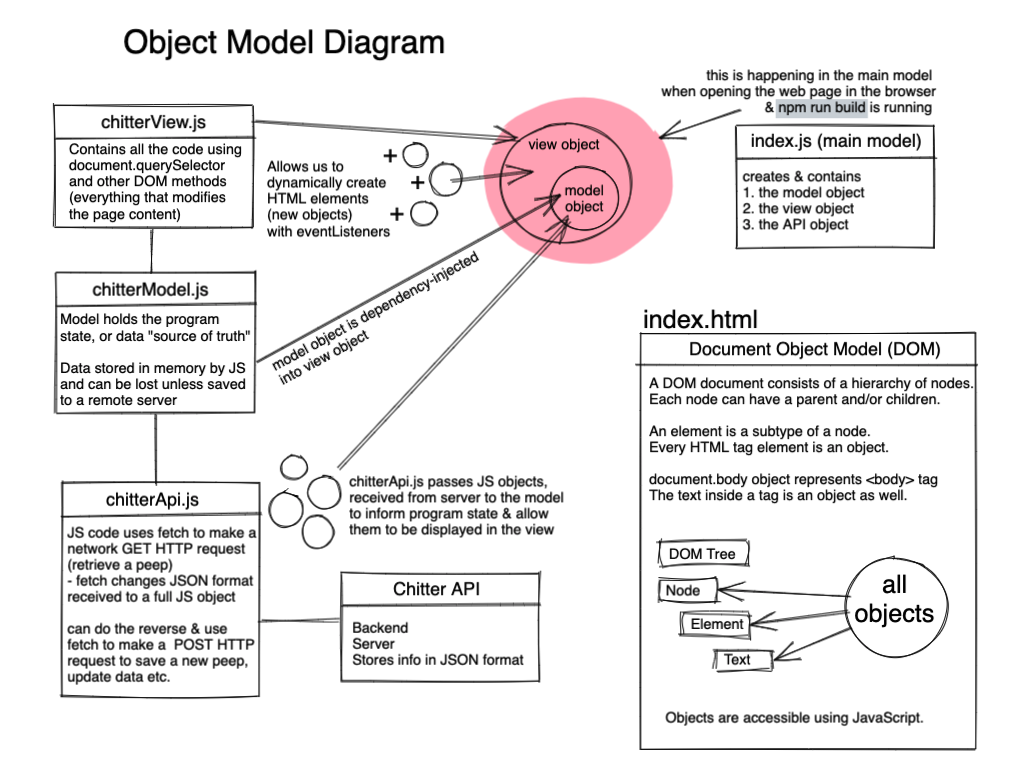 Object Model Diagram
this is happening in the main model
when opening the web page in the browser
& npm run build is running
chitterView.js
Contains all the code using
document.querySelector
and other DOM methods
(everything that modifies
the page content)
Allows us to
dynamically create
HTML elements
(new objects)
with eventListeners
+
+
+
view object
model
object
index.js (main model)
creates & contains
1. the model object
2. the view object
3. the API object
chitterModel.js
Model holds the program
state, or data "source of truth"
Data stored in memory by JS
and can be lost unless saved
to a remote server
model object is dependency-injected
into view object
chitterApi.js
JS code uses fetch to make a
network GET HTTP request
(retrieve a peep)
- fetch changes JSON format
received to a full JS object
can do the reverse & use
fetch to make a POST HTTP
request to save a new peep,
update data etc.
chitterApi.js passes JS objects,
received from server to the model
to inform program state & allow
them to be displayed in the view
Chitter API
Backend
Server
Stores info in JSON format
index.html
Document Object Model (DOM)
A DOM document consists of a hierarchy of nodes.
Each node can have a parent and/or children.
An element is a subtype of a node.
Every HTML tag element is an object.
document.body object represents <body> tag
The text inside a tag is an object as well.
DOM Tree
Node
Element
Text
all
objects
Objects are accessible using JavaScript.